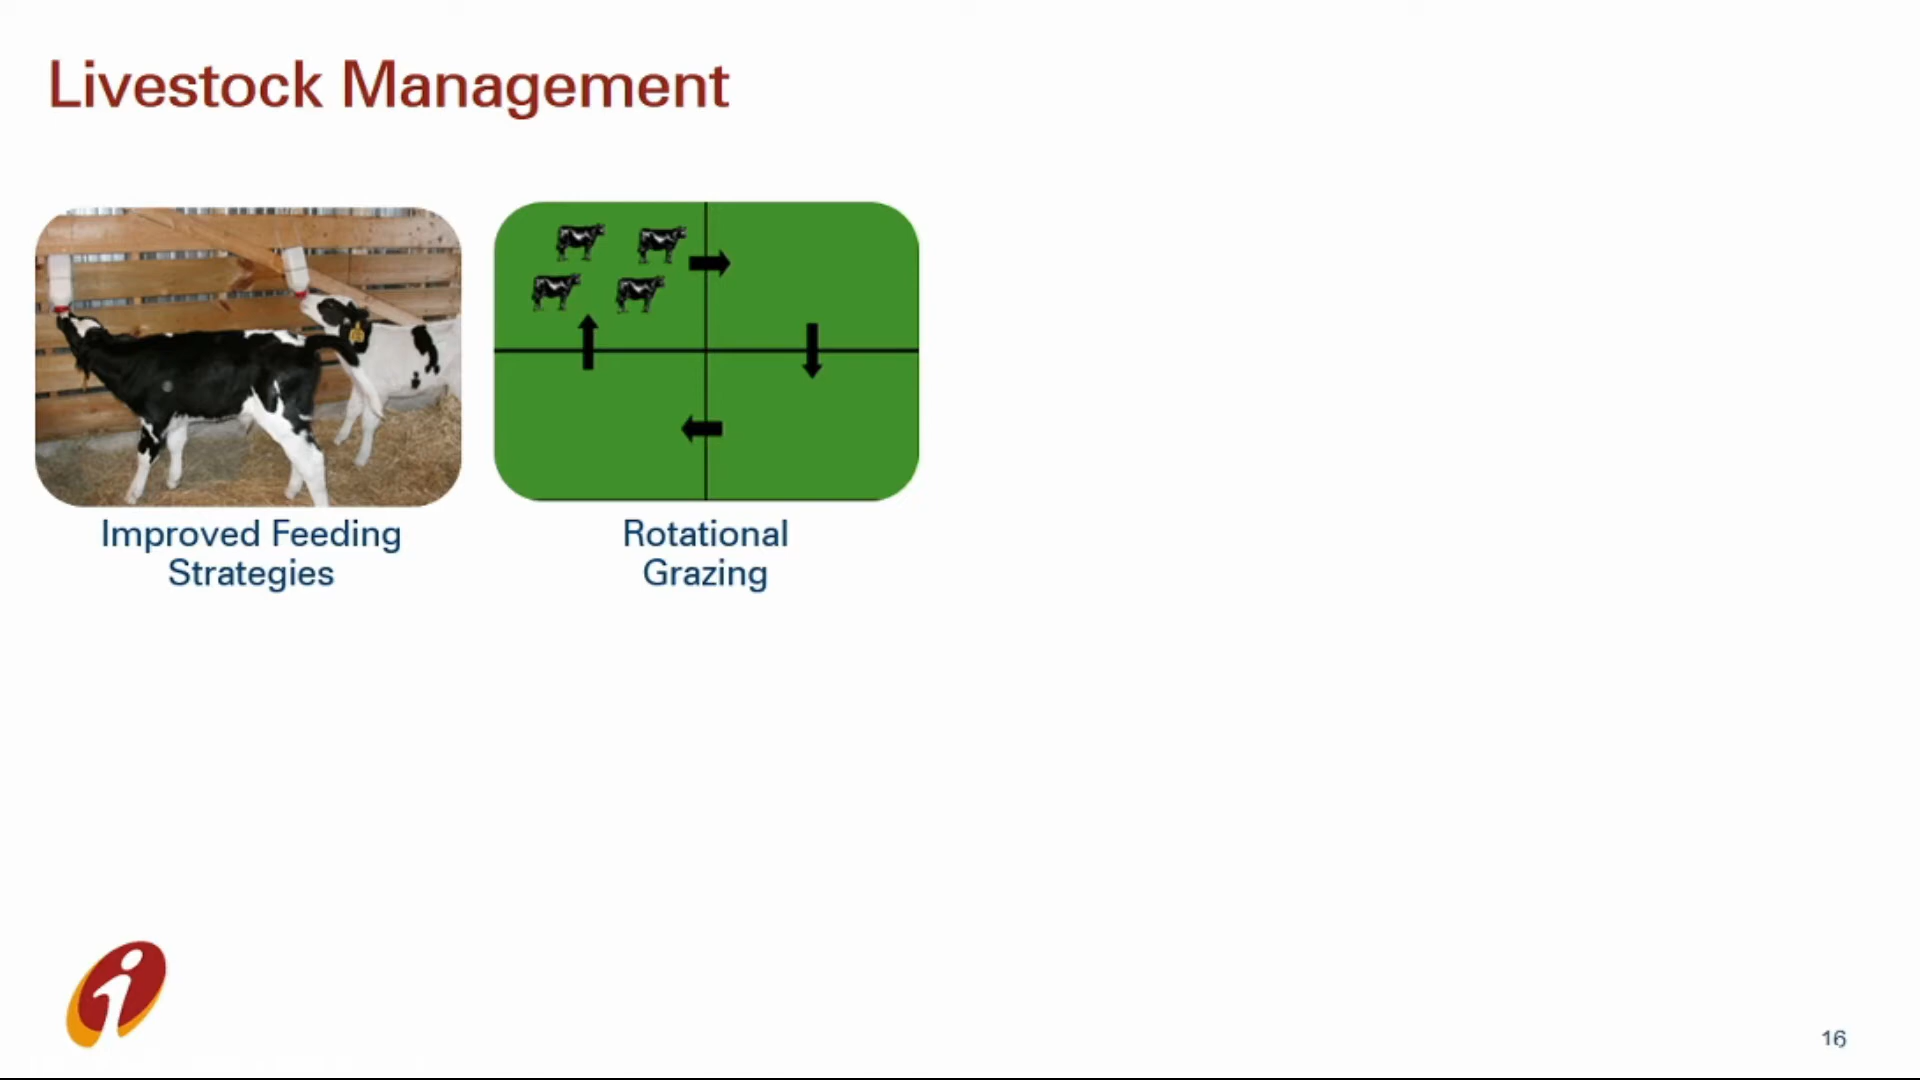 Livestock Management
Improved Feeding
Strategies
Rotational
Grazing
16